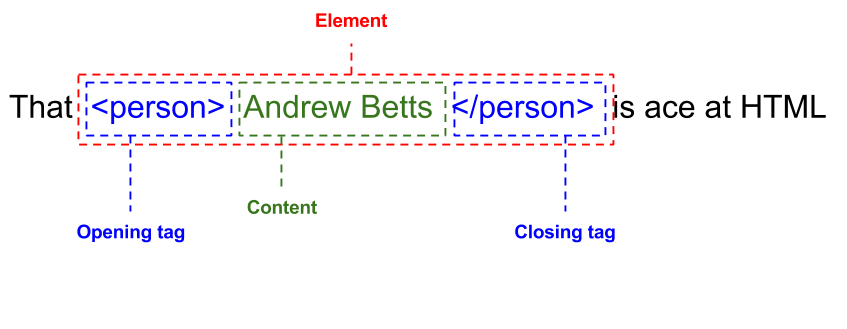 Element
That <person> Andrew Betts </person> is ace at HTML
Content
Opening tag
Closing tag